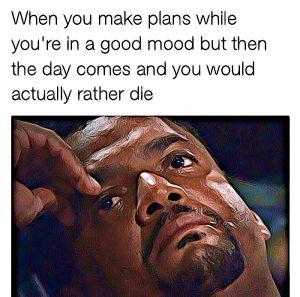 When you make plans while
you're in a good mood but then
the day comes and you would
actually rather die